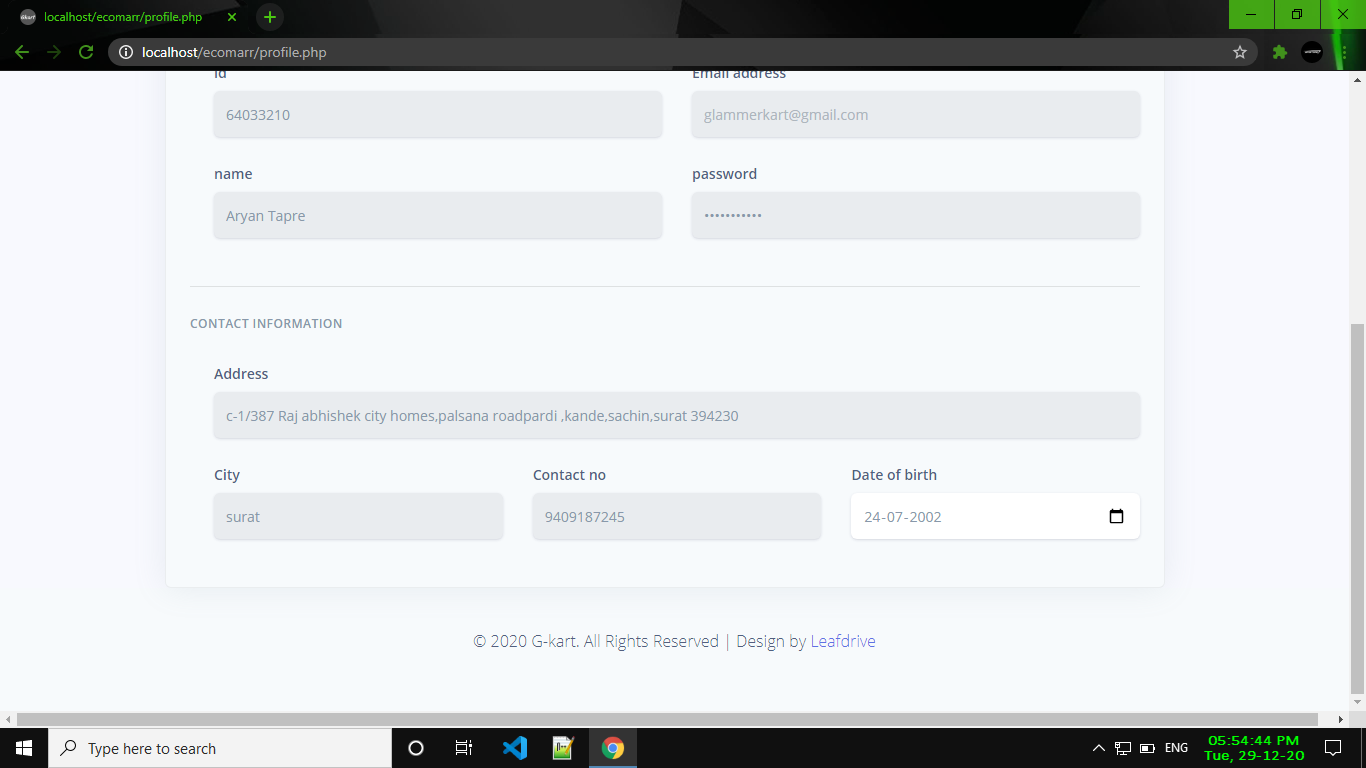 localhost/ecomarr/profile.php
localhost/ecomarr/profile.php
Id Email address
64033210 glammerkart@gmail.com
name password
Aryan Tapre •••••••••••
CONTACT INFORMATION
Address
c-1/387 Raj abhishek city homes,palsana roadpardi ,kande,sachin,surat 394230
City Contact no Date of birth
surat 9409187245 24-07-2002
© 2020 G-kart. All Rights Reserved | Design by Leafdrive
Type here to search ENG 05:54:44 PM
Tue, 29-12-20